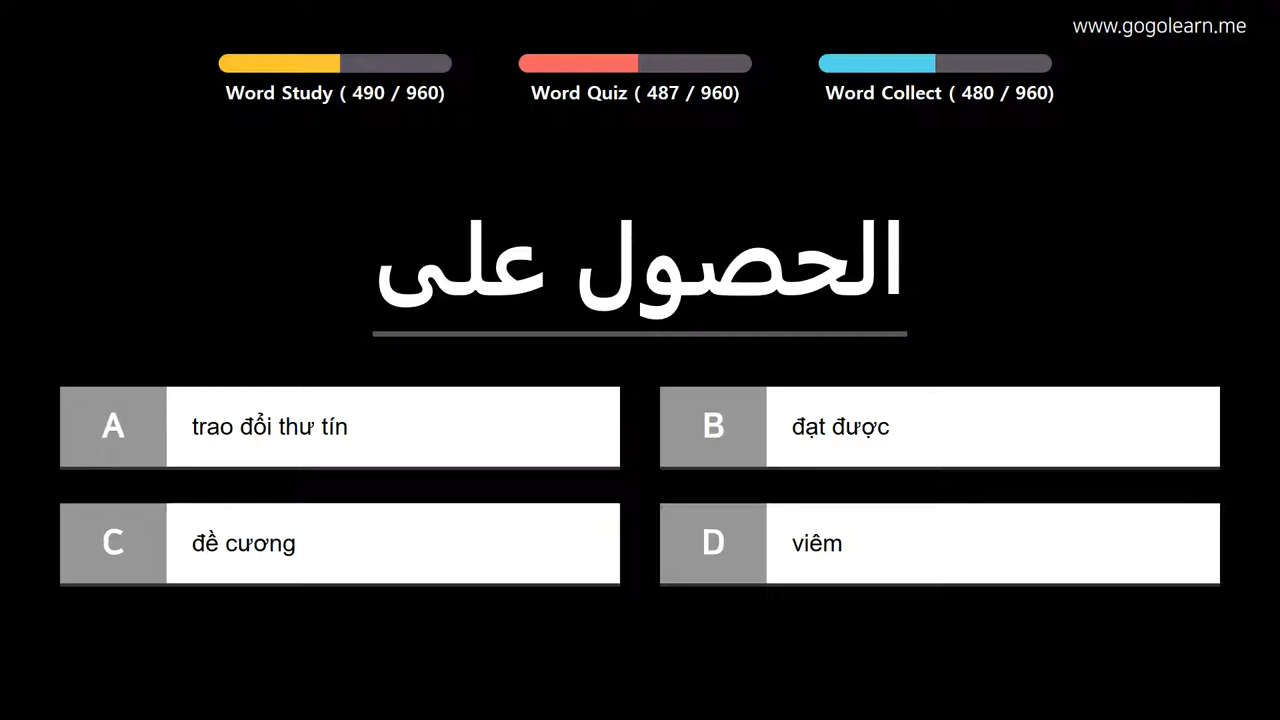 www.gogolearn.me
Word Study ( 490 / 960)
Word Quiz ( 487 / 960)
Word Collect ( 480 / 960)
الحصول على
A trao đổi thư tín
B đạt được
C đề cương
D viêm